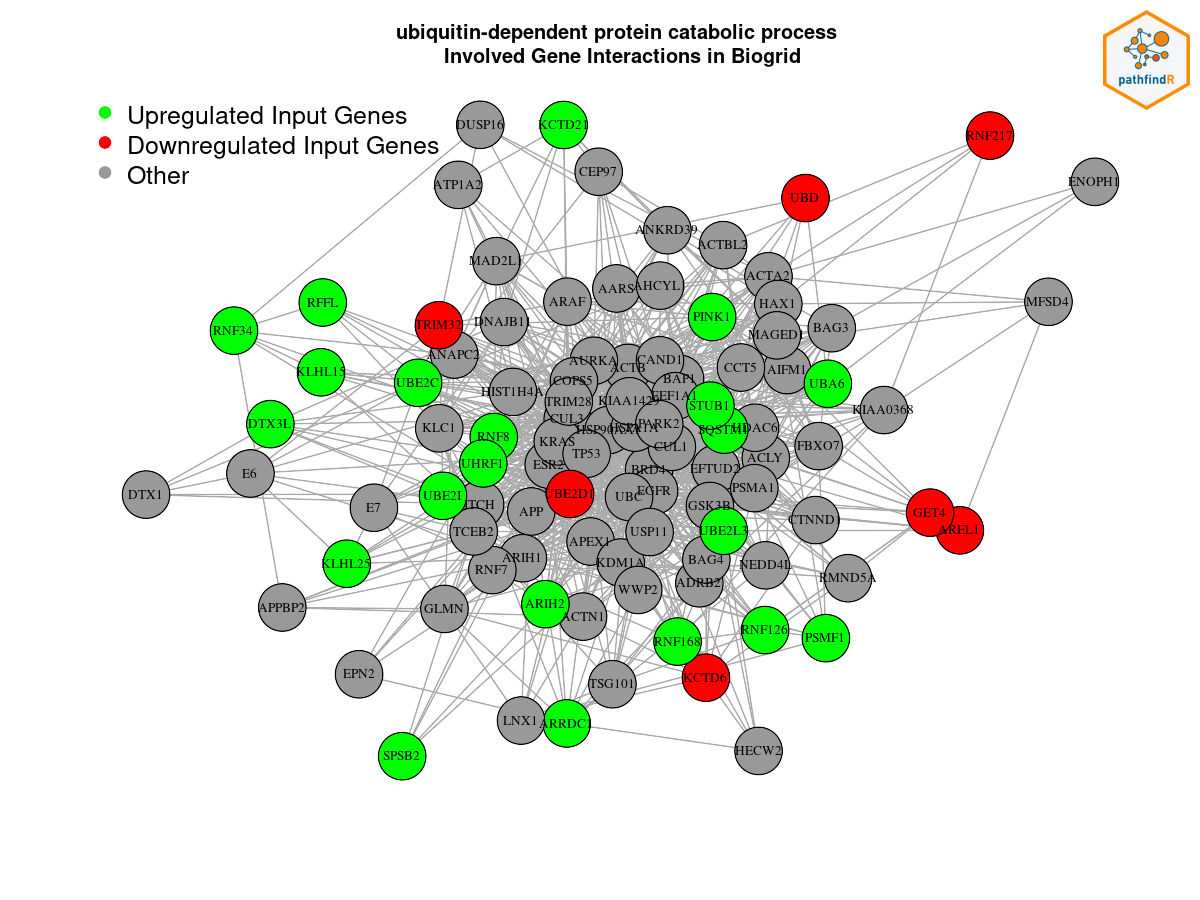 ubiquitin-dependent protein catabolic process
Involved Gene Interactions in Biogrid
pathfindR
Upregulated Input Genes
Downregulated Input Genes
Other
DUSP16
KCTD21
RNF217
CEP97
ENOPH1
ATP1A2
UBD
ANKRD39
ACTBL2
MAD2L1
ACTA2
AARS
AHCYL1
ARAF
HAX1
MFSD4
RFFL
PINK1
DNAJB11
TRIM32
RNF34
BAG3
MAGED1
ANAPC2
AURKA
CAND1
ACTB
CCT5
AIFM1
KLHL15
UBE2C
COPS5
BAP1
UBA6
HIST1H4A
EEF1A1
KIAA1429
TRIM28
STUB1
KIAA0368
CUL3
DTX3L
KLC1
PARK2
SQSTM1
HDAC6
RNF8
KRAS
FBXO7
CUL1
TP53
ACLY
UHRF1
ESR2
BRD4
EFTUD2
E6
PSMA1
DTX1
UBE2I
UBE2D1
UBC
EGFR
ITCH
E7
APP
GSK3B
GET4
CTNND1
AREL1
TCEB2
USP11
UBE2L3
APEX1
ARIH1
KDM1A
BAG4
KLHL25
NEDD4L
RNF7
RMND5A
ADRB2
WWP2
APPBP2
GLMN
ARIH2
ACTN1
RNF126
PSMF1
RNF168
EPN2
KCTD6
TSG101
LNX1
ARRDC1
HECW2
SPSB2